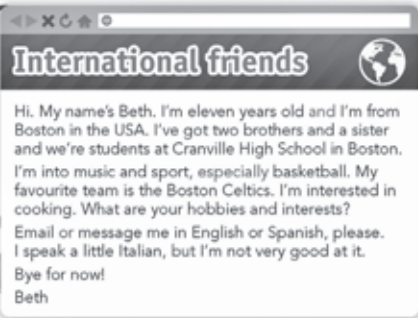 International friends
Hi. My name's Beth. I'm eleven years old and I'm from
Boston in the USA. I've got two brothers and a sister
and we're students at Cranville High School in Boston.
I'm into music and sport, especially basketball. My
favourite team is the Boston Celtics. I'm interested in
cooking. What are your hobbies and interests?
Email or message me in English or Spanish, please.
I speak a little Italian, but I'm not very good at it.
Bye for now!
Beth